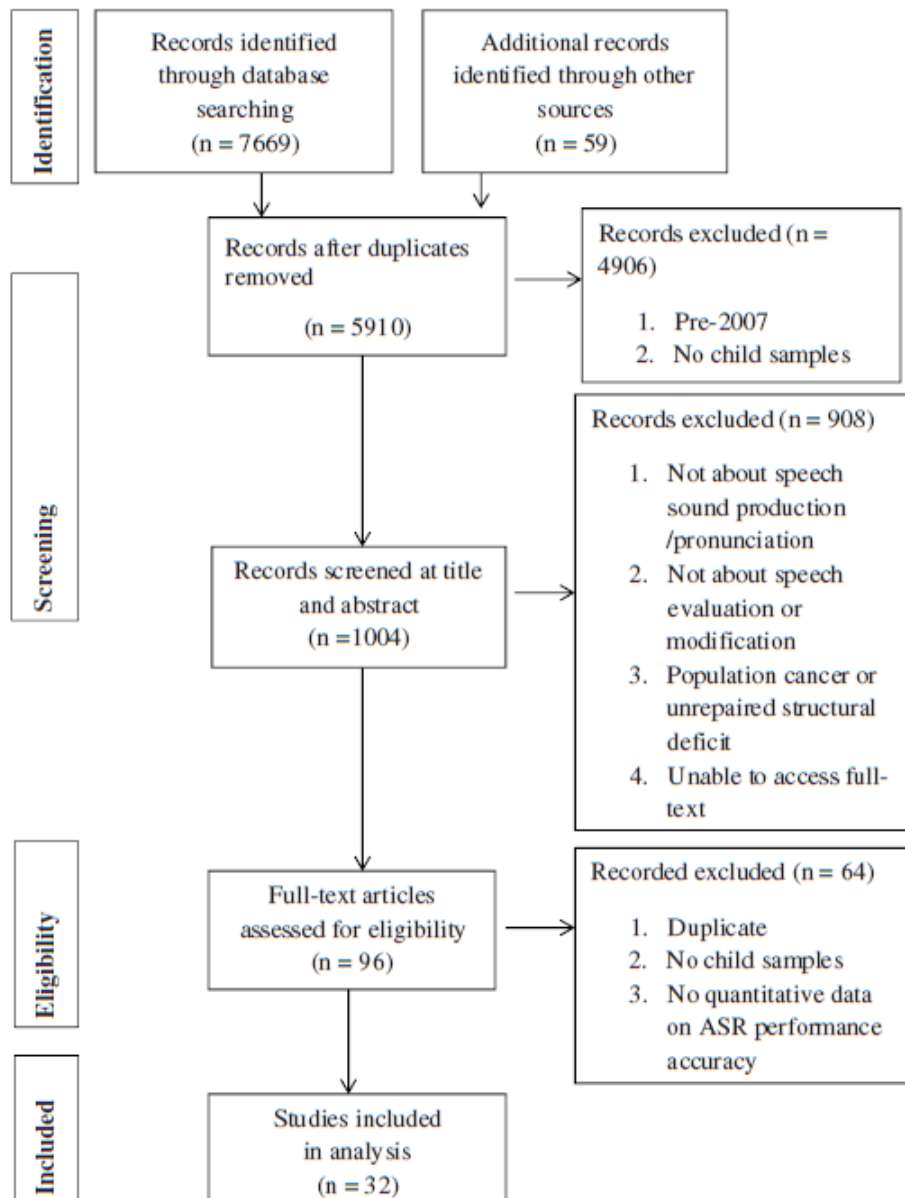 Identification
Records identified
through database
searching
(n = 7669)
Additional records
identified through other
sources
(n = 59)
Records after duplicates
removed
(n = 5910)
Records excluded (n =
4906)
1. Pre-2007
2. No child samples
Screening
Records screened at title
and abstract
(n =1004)
Records excluded (n = 908)
1. Not about speech
sound production
/pronunciation
2. Not about speech
evaluation or
modification
3. Population cancer or
unrepaired structural
deficit
4. Unable to access full-
text
Eligibility
Full-text articles
assessed for eligibility
(n = 96)
Recorded excluded (n = 64)
1. Duplicate
2. No child samples
3. No quantitative data
on ASR performance
accuracy
Included
Studies included
in analysis
(n = 32)